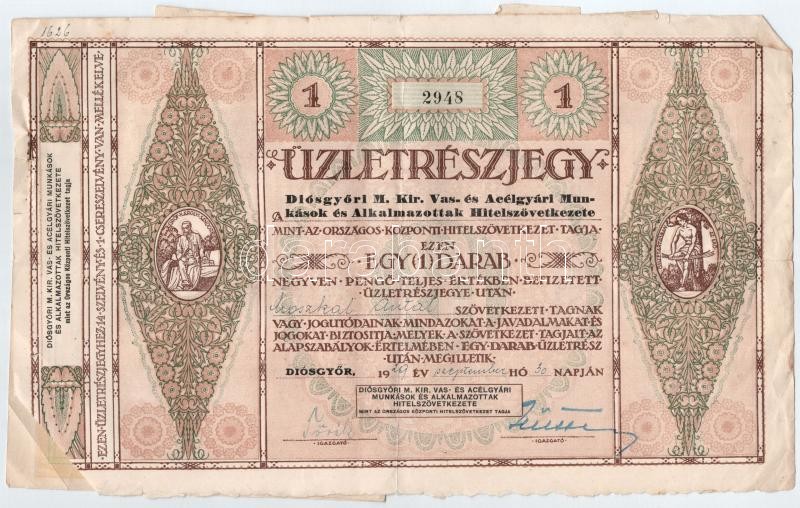 1626
1
2948
1
ÜZLETRÉSZJEGY
Diósgyőri M. Kir. Vas- és Acélgyári Mun-
kások és Alkalmazottak Hitelszövetkezete
A
MINT·AZ·ORSZÁGOS·KÖZPONTI·HITELSZÖVETKEZET·TAGJA·
EZEN
EGY·(1)·DARAB
NEGYVEN·PENGŐ·TELJES·ÉRTÉKBEN·BEFIZETETT·
·ÜZLETRÉSZJEGYE·UTÁN·
Moszkal Antal SZÖVETKEZETI·TAGNAK
VAGY·JOGUTÓDAINAK·MINDAZOKAT·A·JAVADALMAKAT·ÉS
JOGOKAT·BIZTOSITJA·MELYEK·A·SZÖVETKEZET·TAGJAIT·AZ
ALAPSZABÁLYOK·ÉRTELMÉBEN·EGY·DARAB·ÜZLETRÉSZ
UTÁN·MEGILLETIK·
DIÓSGYŐR, 1929 ÉV szeptember HÓ 30 NAPJÁN
DIÓSGYŐRI M. KIR. VAS- ÉS ACÉLGYÁRI
MUNKÁSOK ÉS ALKALMAZOTTAK
HITELSZÖVETKEZETE
MINT AZ ORSZÁGOS KÖZPONTI HITELSZÖVETKEZET TAGJA
IGAZGATÓ
IGAZGATÓ
DIÓSGYŐRI M. KIR. VAS- ÉS ACÉLGYÁRI MUNKÁSOK
ÉS ALKALMAZOTTAK HITELSZÖVETKEZETE
mint az Országos Központi Hitelszövetkezet tagja
·EZEN·ÜZLETRÉSZJEGYHEZ·14·SZELVÉNY·ÉS·1·CSERESZELVÉNY·VAN·MELLÉKELVE·
darabanth